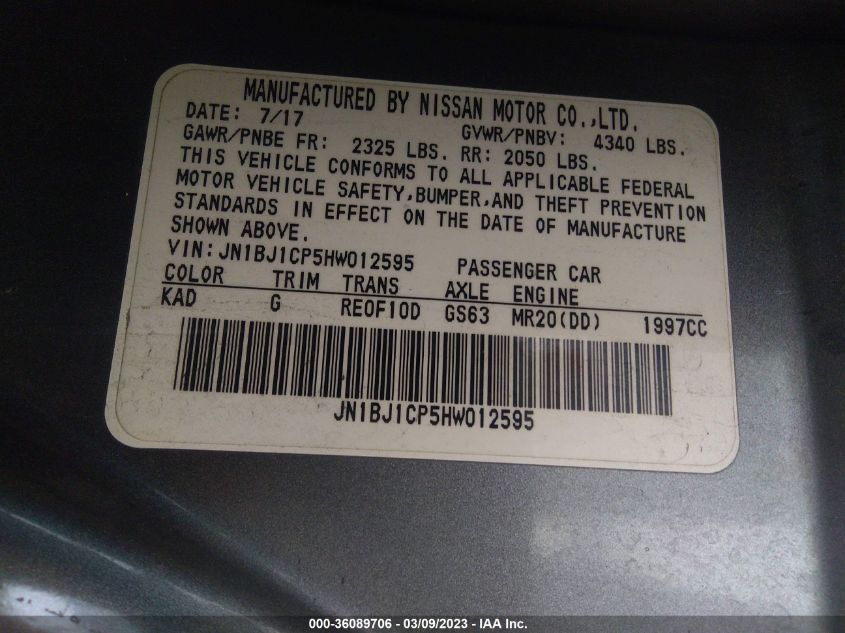 MANUFACTURED BY NISSAN MOTOR CO.,LTD.
DATE: 7/17 GVWR/PNBV: 4340 LBS.
GAWR/PNBE FR: 2325 LBS. RR: 2050 LBS.
THIS VEHICLE CONFORMS TO ALL APPLICABLE FEDERAL
MOTOR VEHICLE SAFETY,BUMPER,AND THEFT PREVENTION
STANDARDS IN EFFECT ON THE DATE OF MANUFACTURE
SHOWN ABOVE.
VIN:JN1BJ1CP5HW012595 PASSENGER CAR
COLOR TRIM TRANS AXLE ENGINE
KAD G RE0F10D GS63 MR20(DD) 1997CC
JN1BJ1CP5HW012595
000-36089706 - 03/09/2023 - IAA Inc.